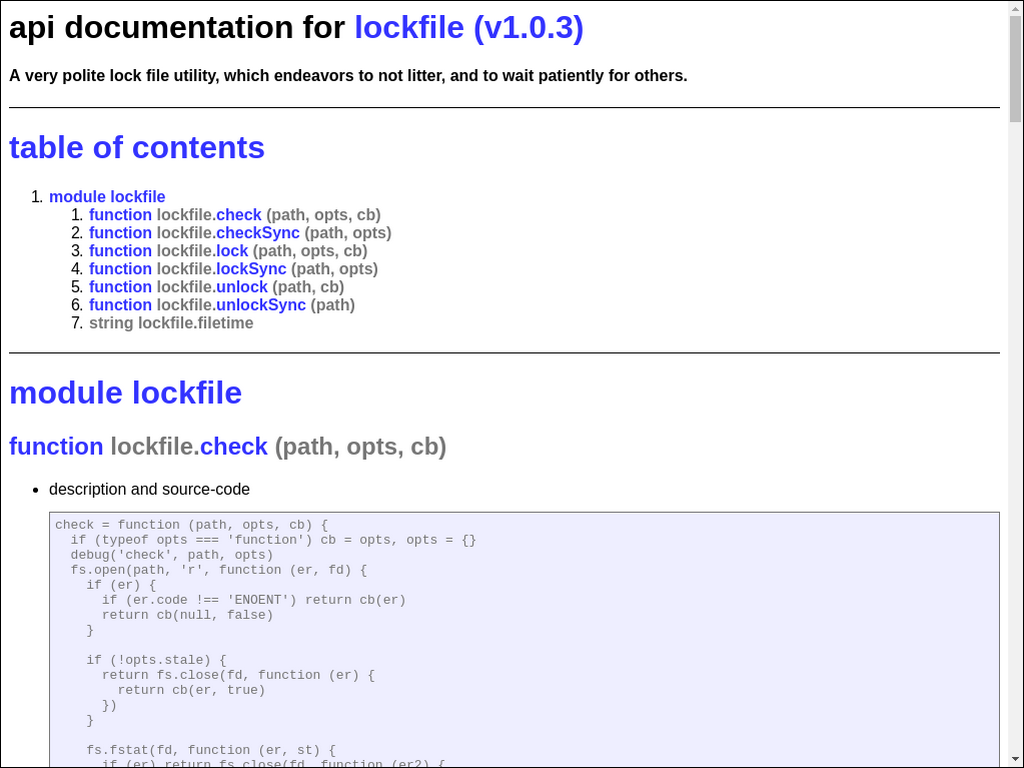 api documentation for lockfile (v1.0.3)
A very polite lock file utility, which endeavors to not litter, and to wait patiently for others.
table of contents
1. module lockfile
1. function lockfile.check (path, opts, cb)
2. function lockfile.checkSync (path, opts)
3. function lockfile.lock (path, opts, cb)
4. function lockfile.lockSync (path, opts)
5. function lockfile.unlock (path, cb)
6. function lockfile.unlockSync (path)
7. string lockfile.filetime
module lockfile
function lockfile.check (path, opts, cb)
• description and source-code
check = function (path, opts, cb) {
  if (typeof opts === 'function') cb = opts, opts = {}
  debug('check', path, opts)
  fs.open(path, 'r', function (er, fd) {
    if (er) {
      if (er.code !== 'ENOENT') return cb(er)
      return cb(null, false)
    }
    if (!opts.stale) {
      return fs.close(fd, function (er) {
        return cb(er, true)
      })
    }
    fs.fstat(fd, function (er, st) {
      if (er) return fs.close(fd, function (er2) {